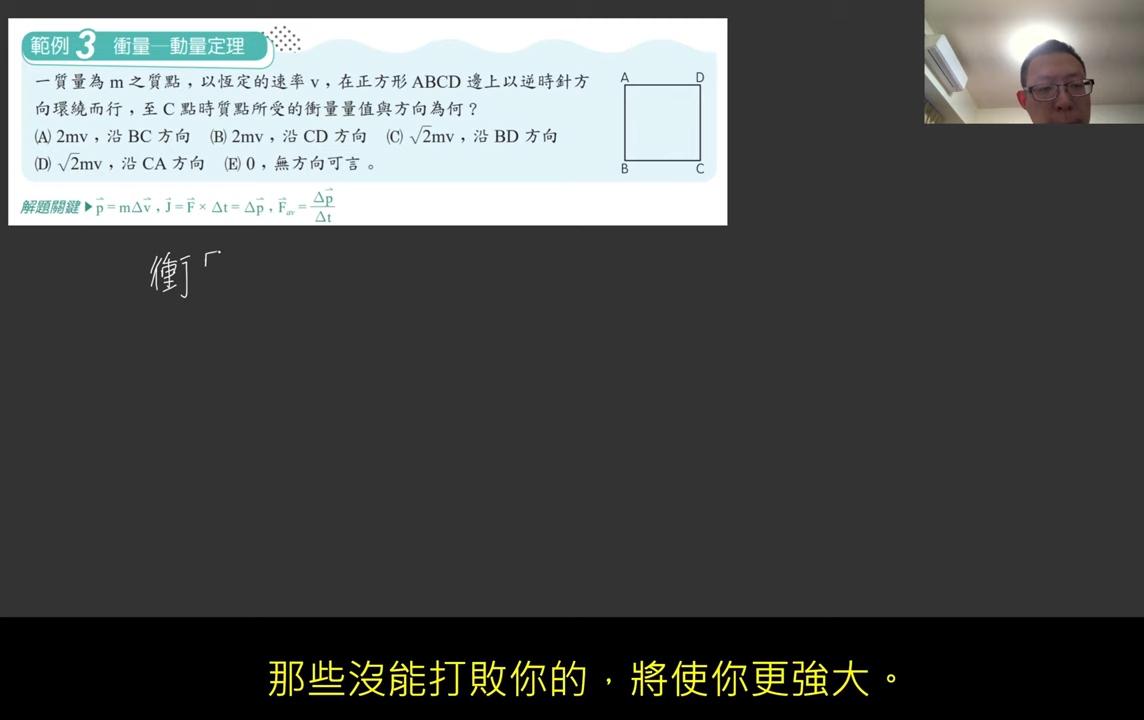 範例3 衝量—動量定理
一質量為 m 之質點，以恆定的速率 v，在正方形 ABCD 邊上以逆時針方
向環繞而行，至 C 點時質點所受的衝量量值與方向為何？
(A) 2mv，沿 BC 方向 (B) 2mv，沿 CD 方向 (C) √2mv，沿 BD 方向
(D) √2mv，沿 CA 方向 (E) 0，無方向可言。
A D
B C
解題關鍵▶p⃗ = mΔv⃗，J⃗ = F⃗ × Δt = Δp⃗，F⃗av = Δp⃗/Δt
衝
那些沒能打敗你的，將使你更強大。